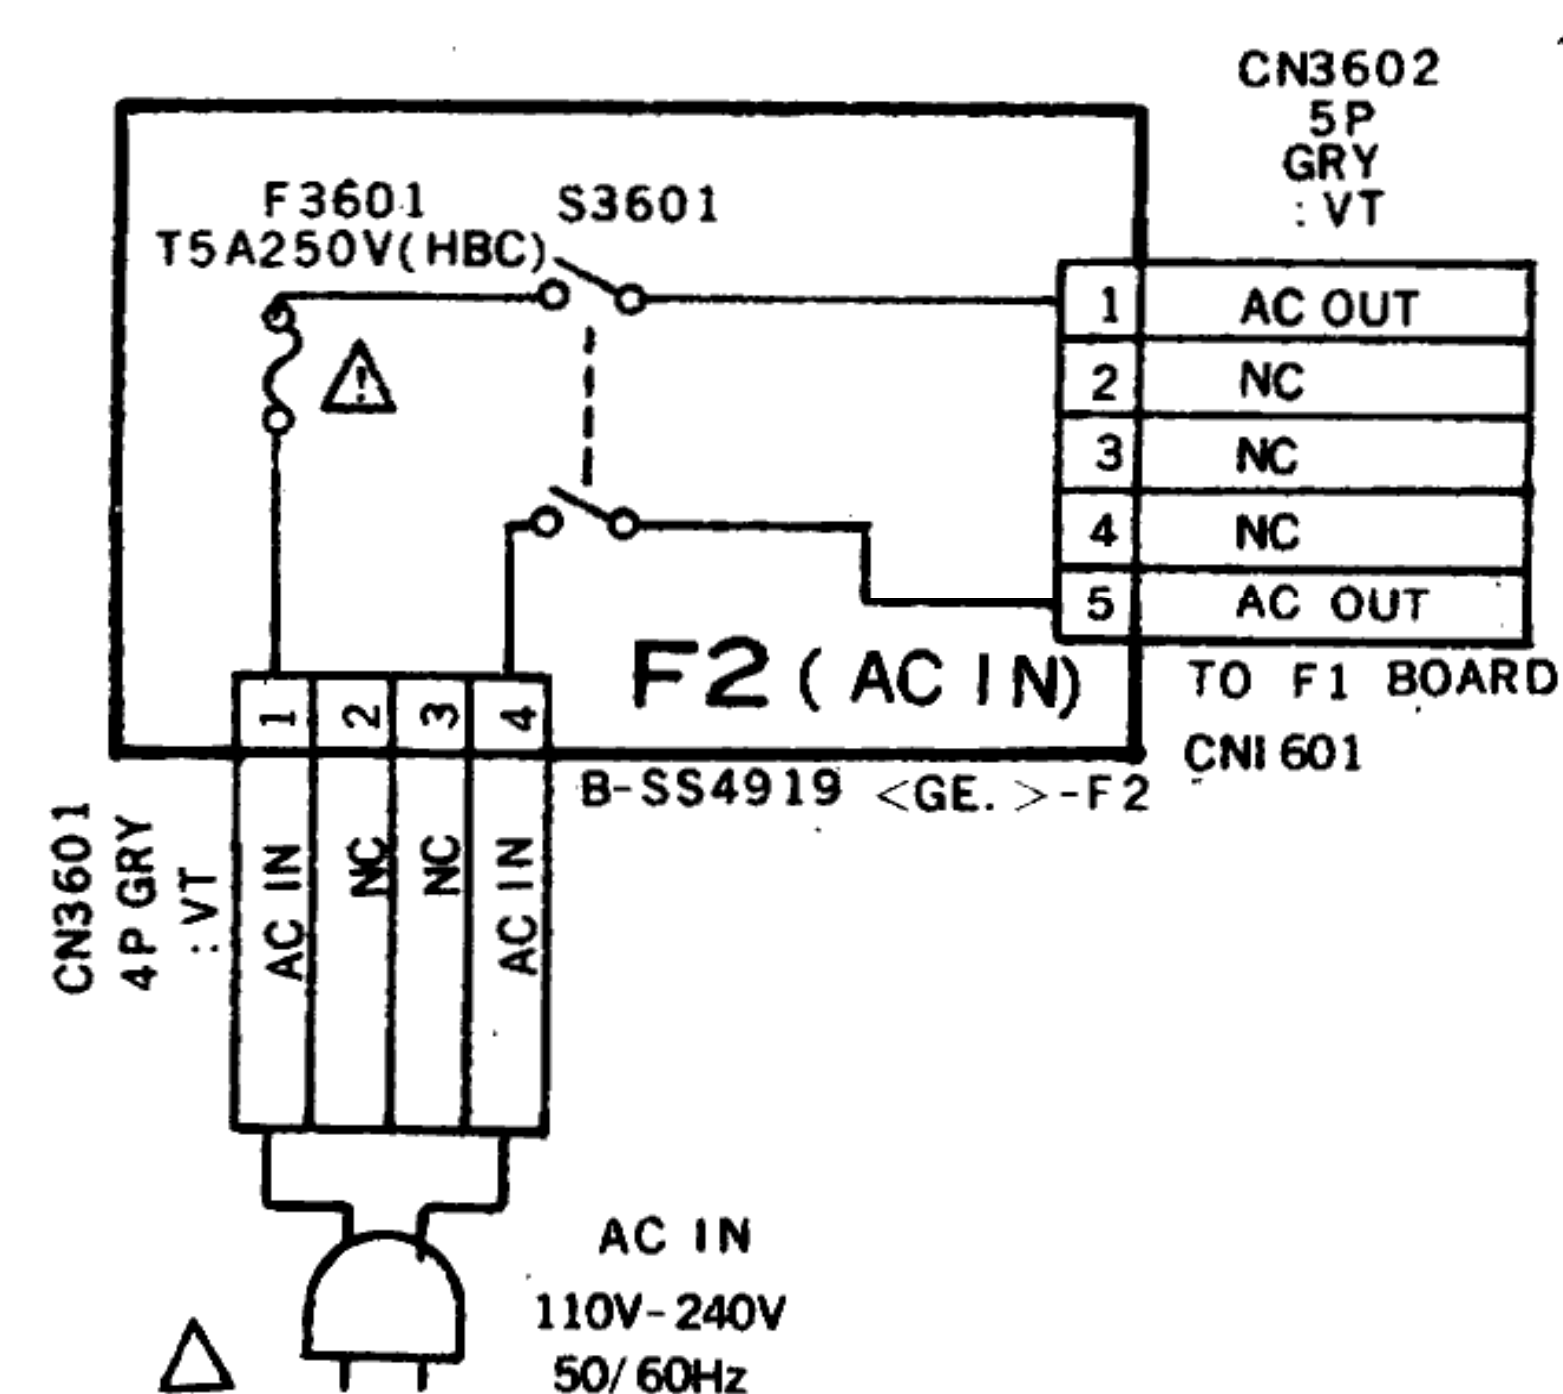 CN3602
5P
GRY
:VT
F3601
T5A250V(HBC)
S3601
!
1 AC OUT
2 NC
3 NC
4 NC
5 AC OUT
F2 (AC IN)
TO F1 BOARD
CN1601
B-SS4919 <GE.>-F2
1 2 3 4
CN3601
4P GRY
:VT
AC IN
NC
NC
AC IN
AC IN
110V-240V
50/60Hz